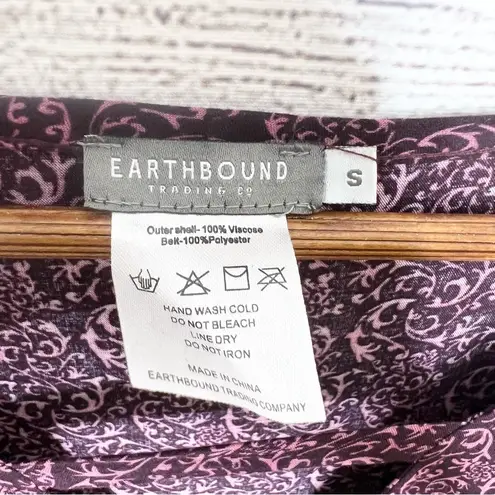 EARTHBOUND
TRADING CO
S
Outer shell- 100% Viscose
Belt-100%Polyester
HAND WASH COLD
DO NOT BLEACH
LINE DRY
DO NOT IRON
MADE IN CHINA
EARTHBOUND TRADING COMPANY